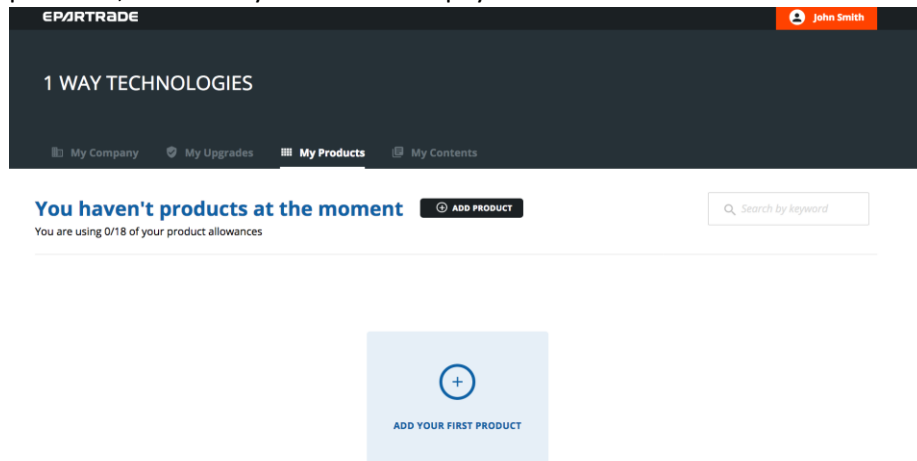 EPARTRADE
John Smith
1 WAY TECHNOLOGIES
My Company My Upgrades My Products My Contents
You haven't products at the moment ADD PRODUCT Search by keyword
You are using 0/18 of your product allowances
ADD YOUR FIRST PRODUCT